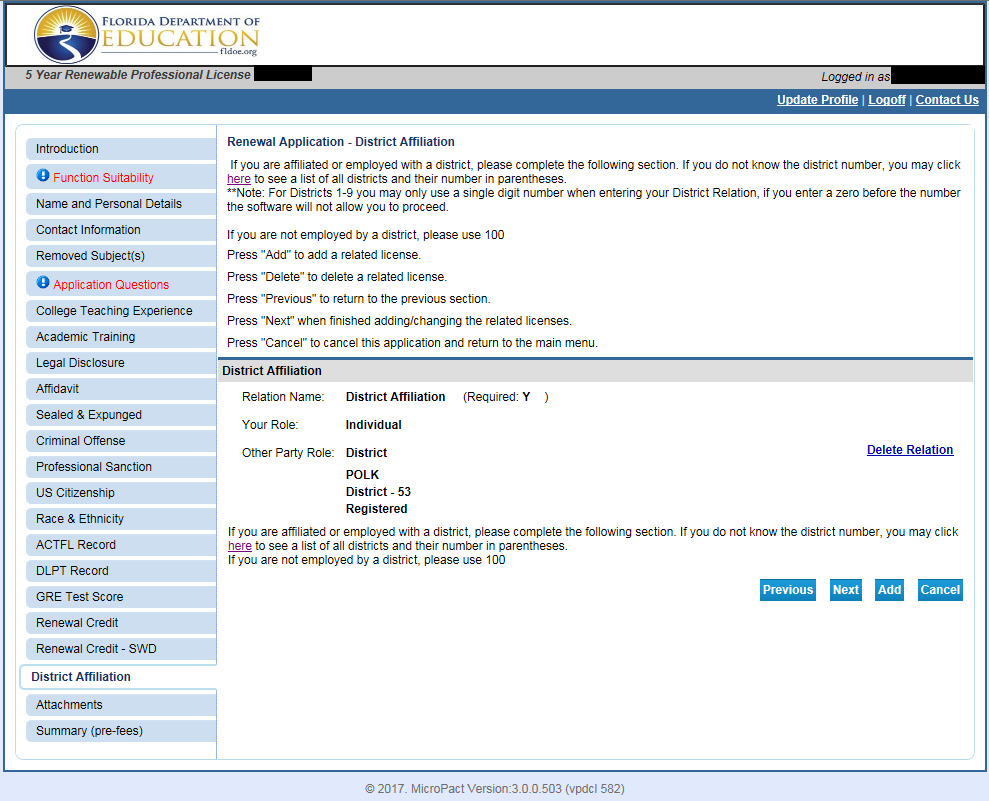 FLORIDA DEPARTMENT OF
EDUCATION
fldoe.org
5 Year Renewable Professional License
Logged in as
Update Profile | Logoff | Contact Us
Introduction
Function Suitability
Name and Personal Details
Contact Information
Removed Subject(s)
Application Questions
College Teaching Experience
Academic Training
Legal Disclosure
Affidavit
Sealed & Expunged
Criminal Offense
Professional Sanction
US Citizenship
Race & Ethnicity
ACTFL Record
DLPT Record
GRE Test Score
Renewal Credit
Renewal Credit - SWD
District Affiliation
Attachments
Summary (pre-fees)
Renewal Application - District Affiliation
If you are affiliated or employed with a district, please complete the following section. If you do not know the district number, you may click
here to see a list of all districts and their number in parentheses.
**Note: For Districts 1-9 you may only use a single digit number when entering your District Relation, if you enter a zero before the number
the software will not allow you to proceed.
If you are not employed by a district, please use 100
Press "Add" to add a related license.
Press "Delete" to delete a related license.
Press "Previous" to return to the previous section.
Press "Next" when finished adding/changing the related licenses.
Press "Cancel" to cancel this application and return to the main menu.
District Affiliation
Relation Name: District Affiliation (Required: Y )
Your Role: Individual
Other Party Role: District
Delete Relation
POLK
District - 53
Registered
If you are affiliated or employed with a district, please complete the following section. If you do not know the district number, you may click
here to see a list of all districts and their number in parentheses.
If you are not employed by a district, please use 100
Previous Next Add Cancel
© 2017. MicroPact Version:3.0.0.503 (vpdcl 582)